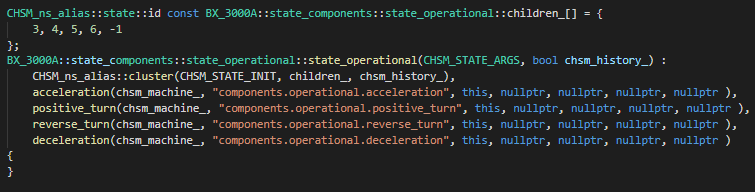 CHSM_ns_alias::state::id const BX_3000A::state_components::state_operational::children_[] = {
    3, 4, 5, 6, -1
};
BX_3000A::state_components::state_operational::state_operational(CHSM_STATE_ARGS, bool chsm_history_) :
    CHSM_ns_alias::cluster(CHSM_STATE_INIT, children_, chsm_history_),
    acceleration(chsm_machine_, "components.operational.acceleration", this, nullptr, nullptr, nullptr, nullptr ),
    positive_turn(chsm_machine_, "components.operational.positive_turn", this, nullptr, nullptr, nullptr, nullptr ),
    reverse_turn(chsm_machine_, "components.operational.reverse_turn", this, nullptr, nullptr, nullptr, nullptr ),
    deceleration(chsm_machine_, "components.operational.deceleration", this, nullptr, nullptr, nullptr, nullptr )
{
}